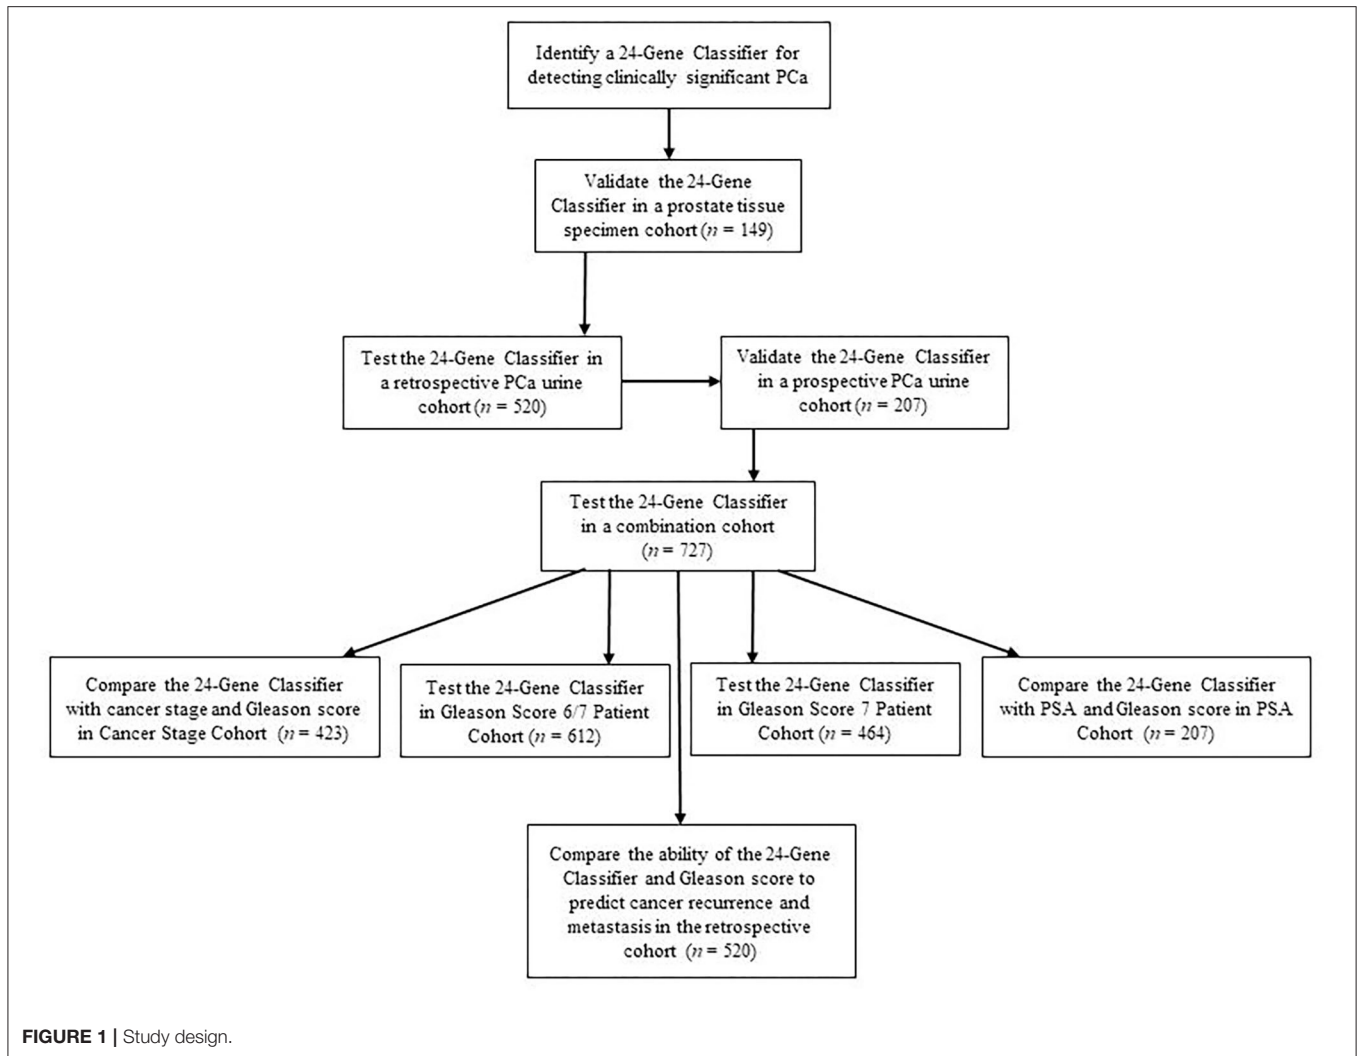 Identify a 24-Gene Classifier for
detecting clinically significant PCa
Validate the 24-Gene
Classifier in a prostate tissue
specimen cohort (n = 149)
Test the 24-Gene Classifier in
a retrospective PCa urine
cohort (n = 520)
Validate the 24-Gene Classifier
in a prospective PCa urine
cohort (n = 207)
Test the 24-Gene Classifier
in a combination cohort
(n = 727)
Compare the 24-Gene Classifier
with cancer stage and Gleason score
in Cancer Stage Cohort (n = 423)
Test the 24-Gene Classifier
in Gleason Score 6/7 Patient
Cohort (n = 612)
Test the 24-Gene Classifier
in Gleason Score 7 Patient
Cohort (n = 464)
Compare the 24-Gene Classifier
with PSA and Gleason score in PSA
Cohort (n = 207)
Compare the ability of the 24-Gene
Classifier and Gleason score to
predict cancer recurrence and
metastasis in the retrospective
cohort (n = 520)
FIGURE 1 | Study design.